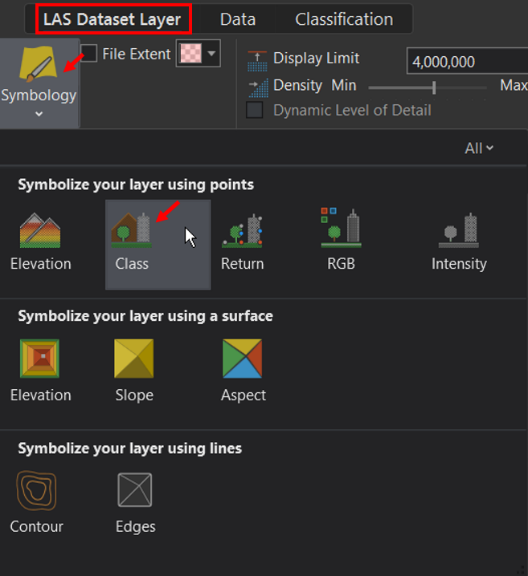 LAS Dataset Layer Data Classification
Symbology
File Extent
Display Limit 4,000,000
Density Min Max
Dynamic Level of Detail
All
Symbolize your layer using points
Elevation Class Return RGB Intensity
Symbolize your layer using a surface
Elevation Slope Aspect
Symbolize your layer using lines
Contour Edges